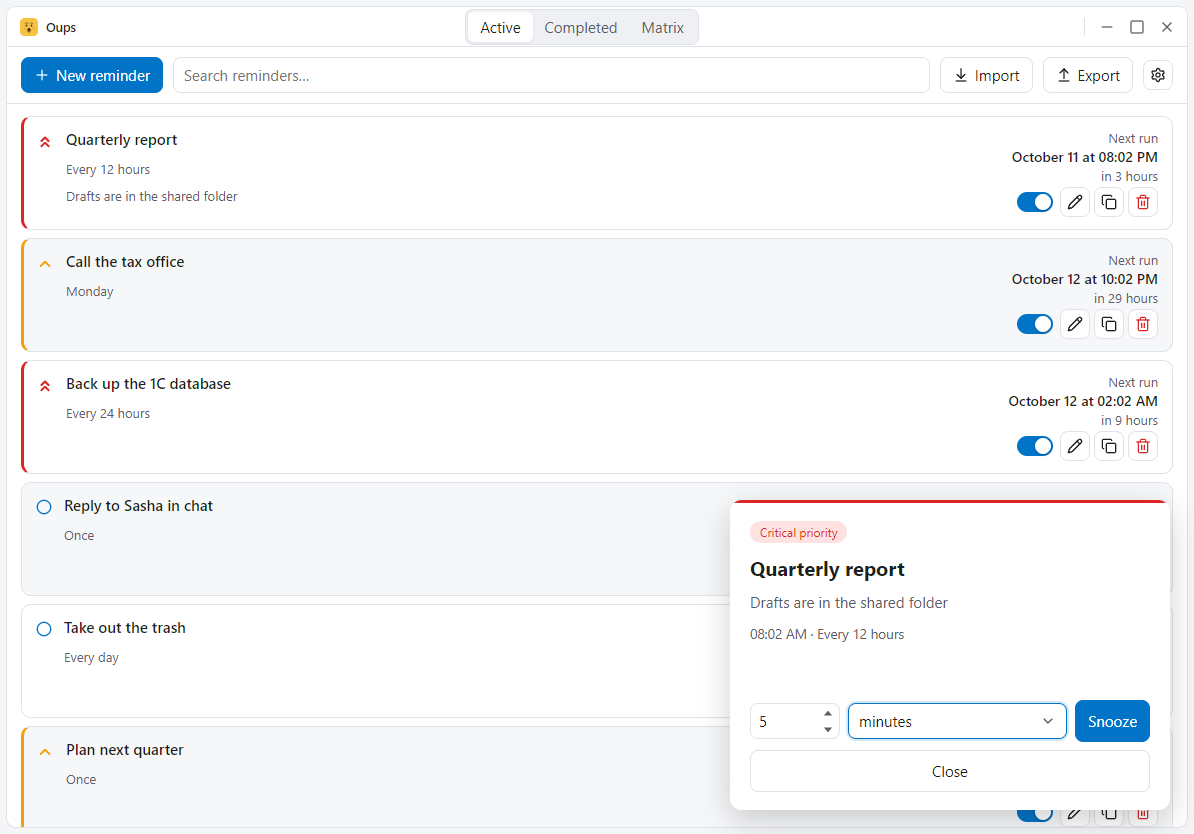 Oups
Active Completed Matrix
New reminder
Search reminders...
Import
Export
Quarterly report
Every 12 hours
Drafts are in the shared folder
Next run
October 11 at 08:02 PM
in 3 hours
Call the tax office
Monday
Next run
October 12 at 10:02 PM
in 29 hours
Back up the 1C database
Every 24 hours
Next run
October 12 at 02:02 AM
in 9 hours
Reply to Sasha in chat
Once
Take out the trash
Every day
Plan next quarter
Once
Critical priority
Quarterly report
Drafts are in the shared folder
08:02 AM · Every 12 hours
5 minutes Snooze
Close